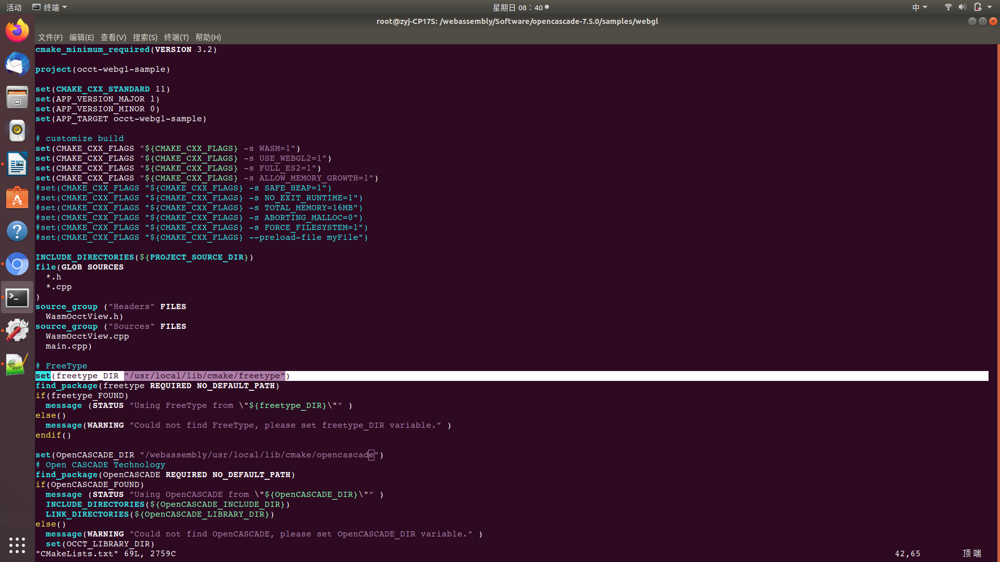 活动 终端 星期日 08：40 中
root@zyj-CP17S: /webassembly/Software/opencascade-7.5.0/samples/webgl
文件(F) 编辑(E) 查看(V) 搜索(S) 终端(T) 帮助(H)
cmake_minimum_required(VERSION 3.2)
project(occt-webgl-sample)
set(CMAKE_CXX_STANDARD 11)
set(APP_VERSION_MAJOR 1)
set(APP_VERSION_MINOR 0)
set(APP_TARGET occt-webgl-sample)
# customize build
set(CMAKE_CXX_FLAGS "${CMAKE_CXX_FLAGS} -s WASM=1")
set(CMAKE_CXX_FLAGS "${CMAKE_CXX_FLAGS} -s USE_WEBGL2=1")
set(CMAKE_CXX_FLAGS "${CMAKE_CXX_FLAGS} -s FULL_ES2=1")
set(CMAKE_CXX_FLAGS "${CMAKE_CXX_FLAGS} -s ALLOW_MEMORY_GROWTH=1")
#set(CMAKE_CXX_FLAGS "${CMAKE_CXX_FLAGS} -s SAFE_HEAP=1")
#set(CMAKE_CXX_FLAGS "${CMAKE_CXX_FLAGS} -s NO_EXIT_RUNTIME=1")
#set(CMAKE_CXX_FLAGS "${CMAKE_CXX_FLAGS} -s TOTAL_MEMORY=16MB")
#set(CMAKE_CXX_FLAGS "${CMAKE_CXX_FLAGS} -s ABORTING_MALLOC=0")
#set(CMAKE_CXX_FLAGS "${CMAKE_CXX_FLAGS} -s FORCE_FILESYSTEM=1")
#set(CMAKE_CXX_FLAGS "${CMAKE_CXX_FLAGS} --preload-file myFile")
INCLUDE_DIRECTORIES(${PROJECT_SOURCE_DIR})
file(GLOB SOURCES
  *.h
  *.cpp
)
source_group ("Headers" FILES
  WasmOcctView.h)
source_group ("Sources" FILES
  WasmOcctView.cpp
  main.cpp)
# FreeType
set(freetype_DIR "/usr/local/lib/cmake/freetype")
find_package(freetype REQUIRED NO_DEFAULT_PATH)
if(freetype_FOUND)
  message (STATUS "Using FreeType from \"${freetype_DIR}\"" )
else()
  message(WARNING "Could not find FreeType, please set freetype_DIR variable." )
endif()
set(OpenCASCADE_DIR "/webassembly/usr/local/lib/cmake/opencascade")
# Open CASCADE Technology
find_package(OpenCASCADE REQUIRED NO_DEFAULT_PATH)
if(OpenCASCADE_FOUND)
  message (STATUS "Using OpenCASCADE from \"${OpenCASCADE_DIR}\"" )
  INCLUDE_DIRECTORIES(${OpenCASCADE_INCLUDE_DIR})
  LINK_DIRECTORIES(${OpenCASCADE_LIBRARY_DIR})
else()
  message(WARNING "Could not find OpenCASCADE, please set OpenCASCADE_DIR variable." )
  set(OCCT_LIBRARY_DIR)
"CMakeLists.txt" 69L, 2759C 42,65 顶端